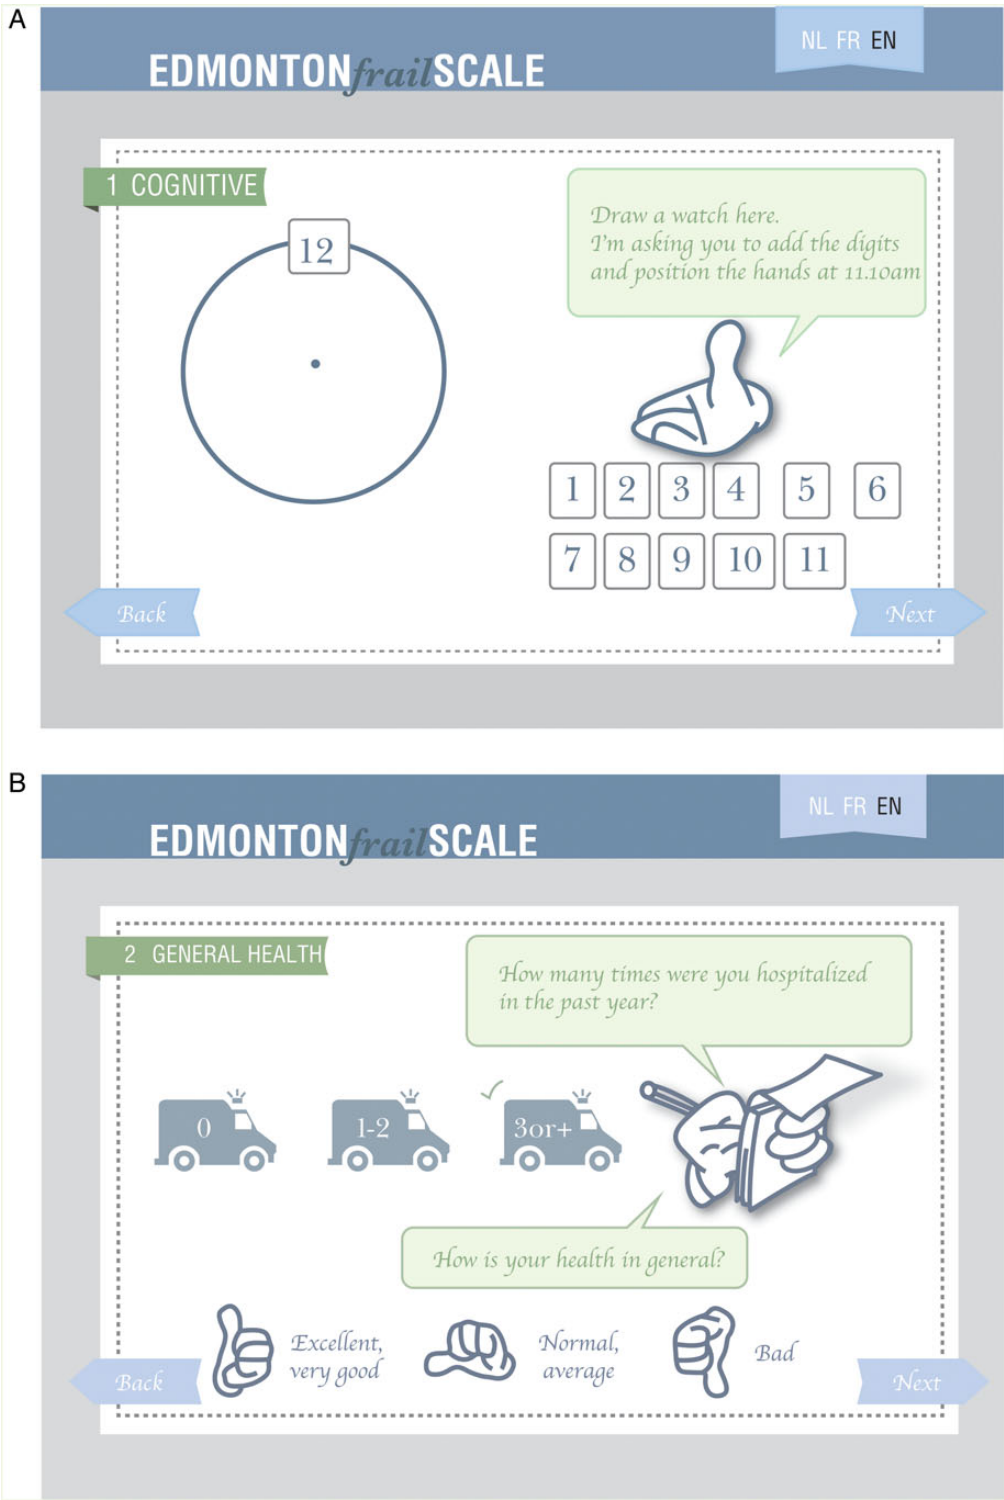 A
NL FR EN
EDMONTONfrailSCALE
1 COGNITIVE
12
Draw a watch here.
I'm asking you to add the digits
and position the hands at 11.10am
1 2 3 4 5 6
7 8 9 10 11
Back
Next
B
NL FR EN
EDMONTONfrailSCALE
2 GENERAL HEALTH
How many times were you hospitalized
in the past year?
0
1-2
3or+
How is your health in general?
Excellent,
very good
Normal,
average
Bad
Back
Next